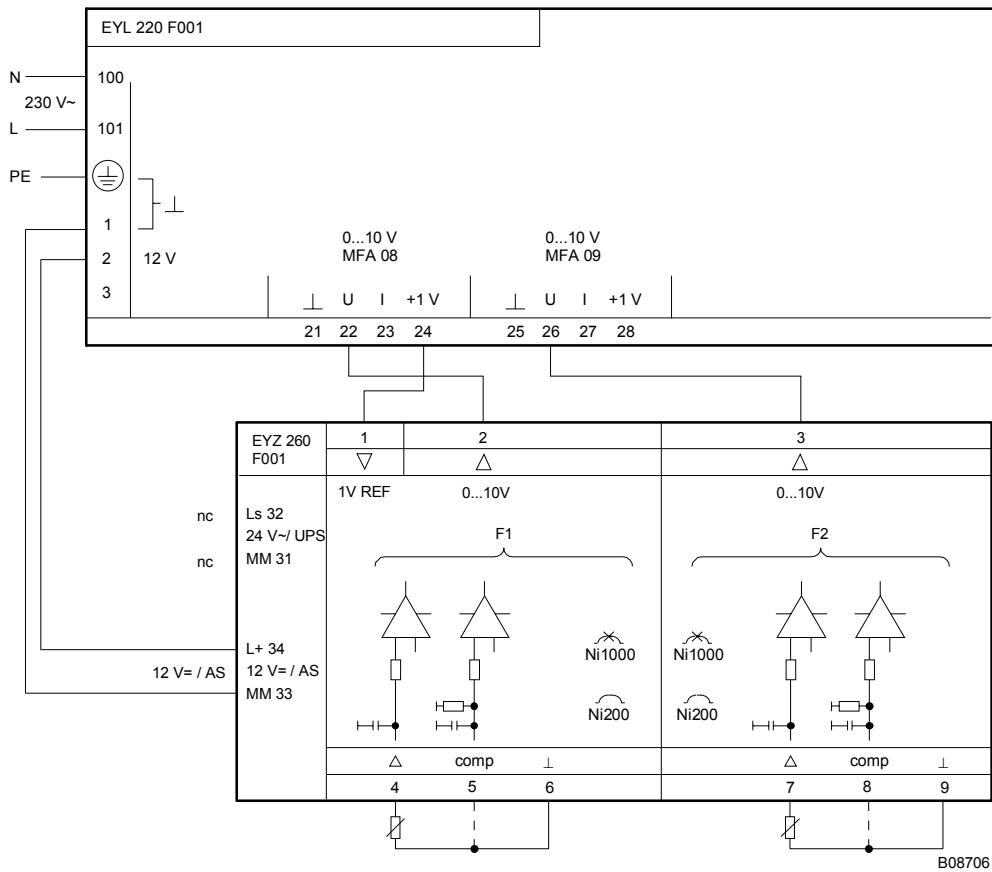 EYL 220 F001
N 100
230 V~
L 101
PE
1
2 12 V
3
0...10 V 0...10 V
MFA 08 MFA 09
⊥ U I +1 V ⊥ U I +1 V
21 22 23 24 25 26 27 28
EYZ 260 1 2 3
F001
1V REF 0...10V 0...10V
nc Ls 32
24 V~/ UPS F1 F2
nc MM 31
L+ 34 Ni1000 Ni1000
12 V= / AS 12 V= / AS
MM 33
Ni200 Ni200
comp ⊥ comp ⊥
4 5 6 7 8 9
B08706